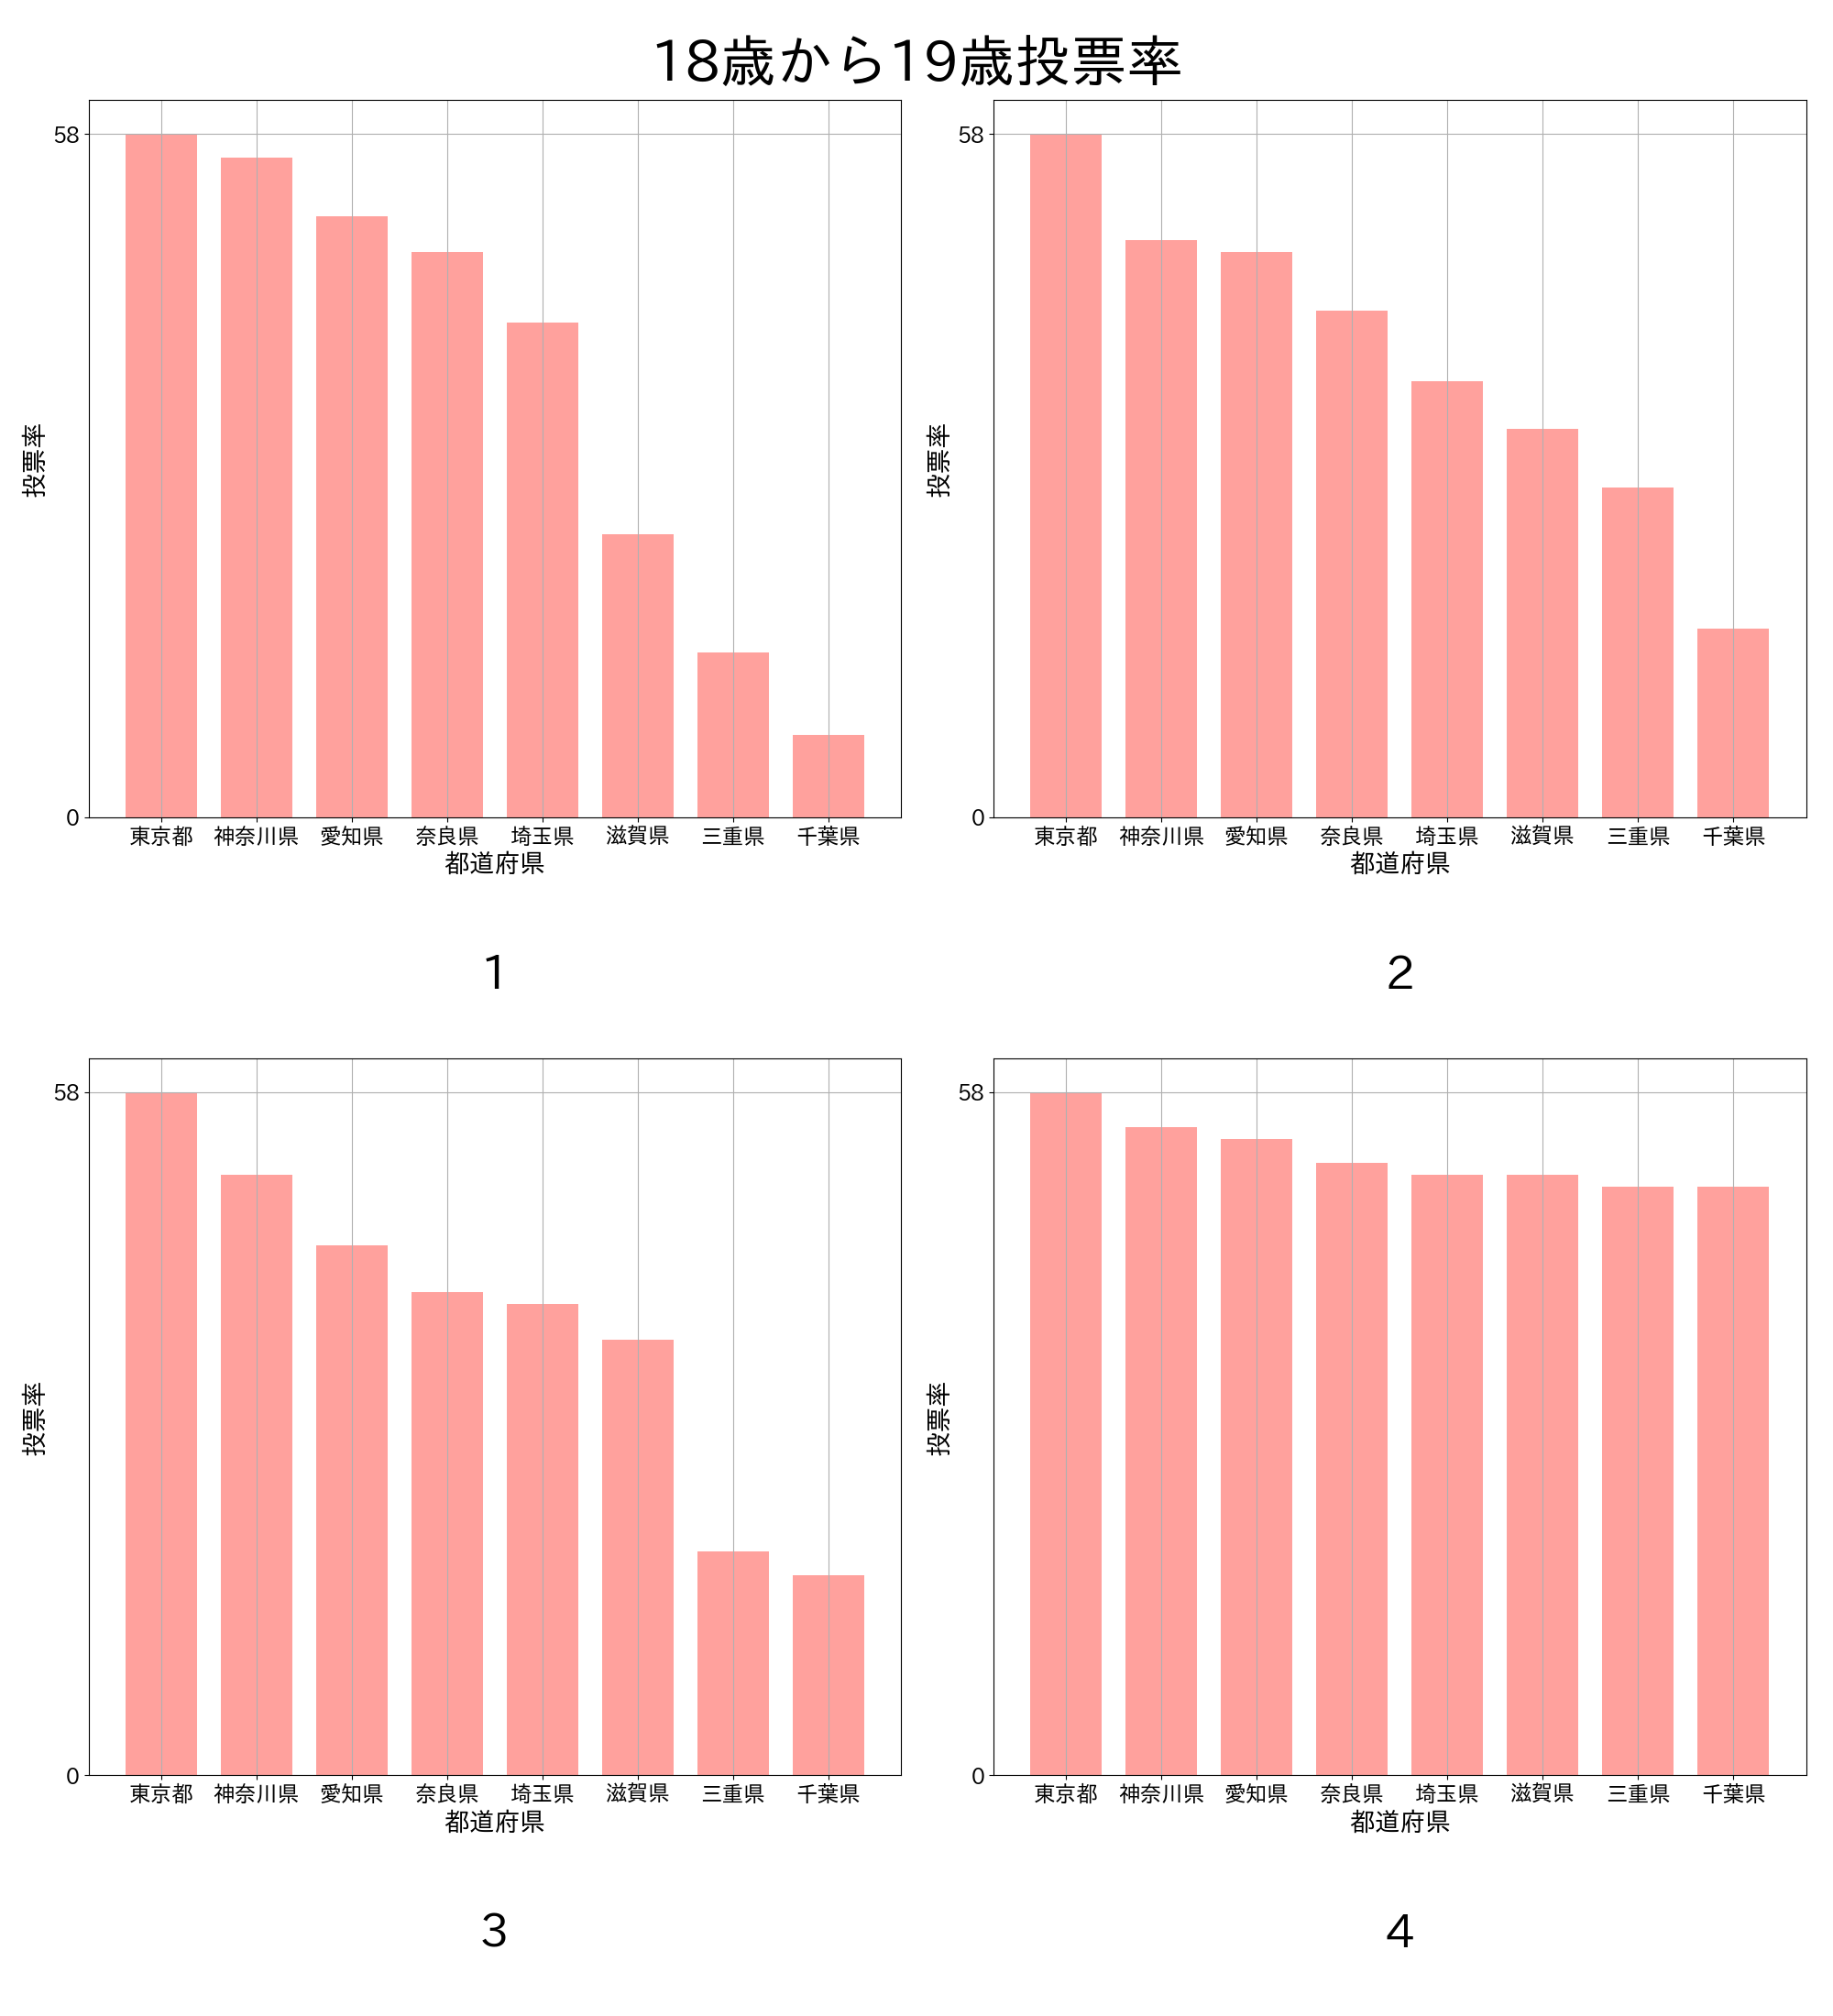 18歳から19歳投票率
58
0
投票率
東京都 神奈川県 愛知県 奈良県 埼玉県 滋賀県 三重県 千葉県
都道府県
1
58
0
投票率
東京都 神奈川県 愛知県 奈良県 埼玉県 滋賀県 三重県 千葉県
都道府県
2
58
0
投票率
東京都 神奈川県 愛知県 奈良県 埼玉県 滋賀県 三重県 千葉県
都道府県
3
58
0
投票率
東京都 神奈川県 愛知県 奈良県 埼玉県 滋賀県 三重県 千葉県
都道府県
4